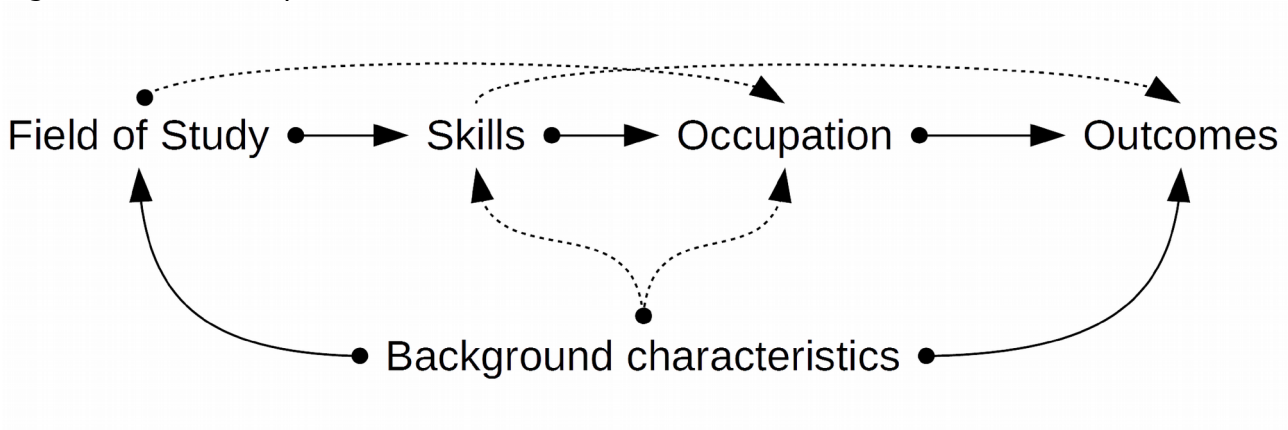 Field of Study Skills Occupation Outcomes
Background characteristics